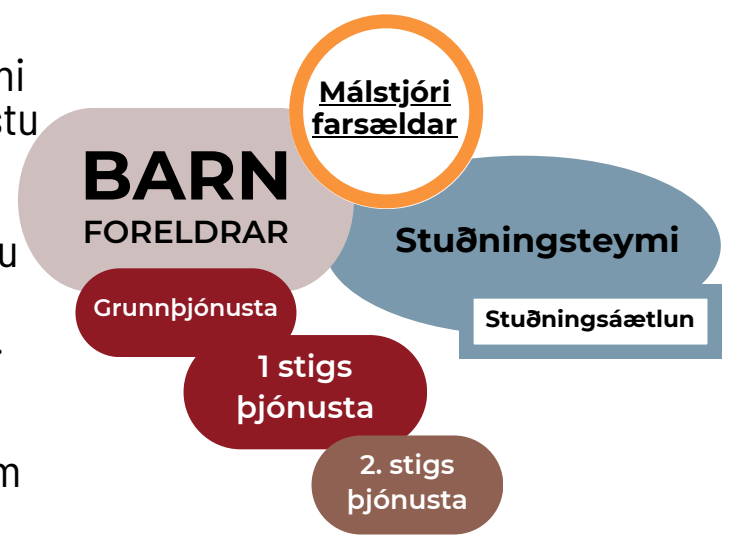 Málstjóri
farsældar
BARN
FORELDRAR
Stuðningsteymi
Grunnþjónusta
Stuðningsáætlun
1 stigs
þjónusta
2. stigs
þjónusta